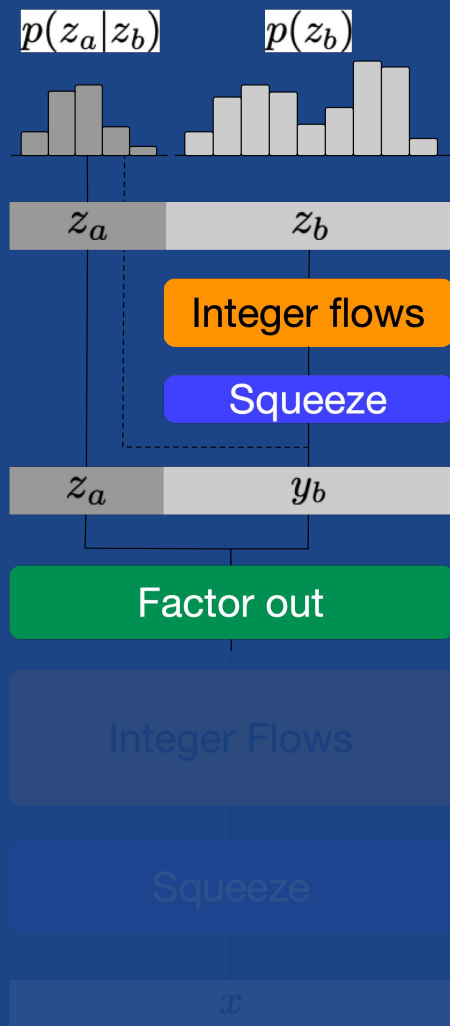 p(z_a|z_b) p(z_b)
z_a z_b
Integer flows
Squeeze
z_a y_b
Factor out
Integer Flows
Squeeze
x